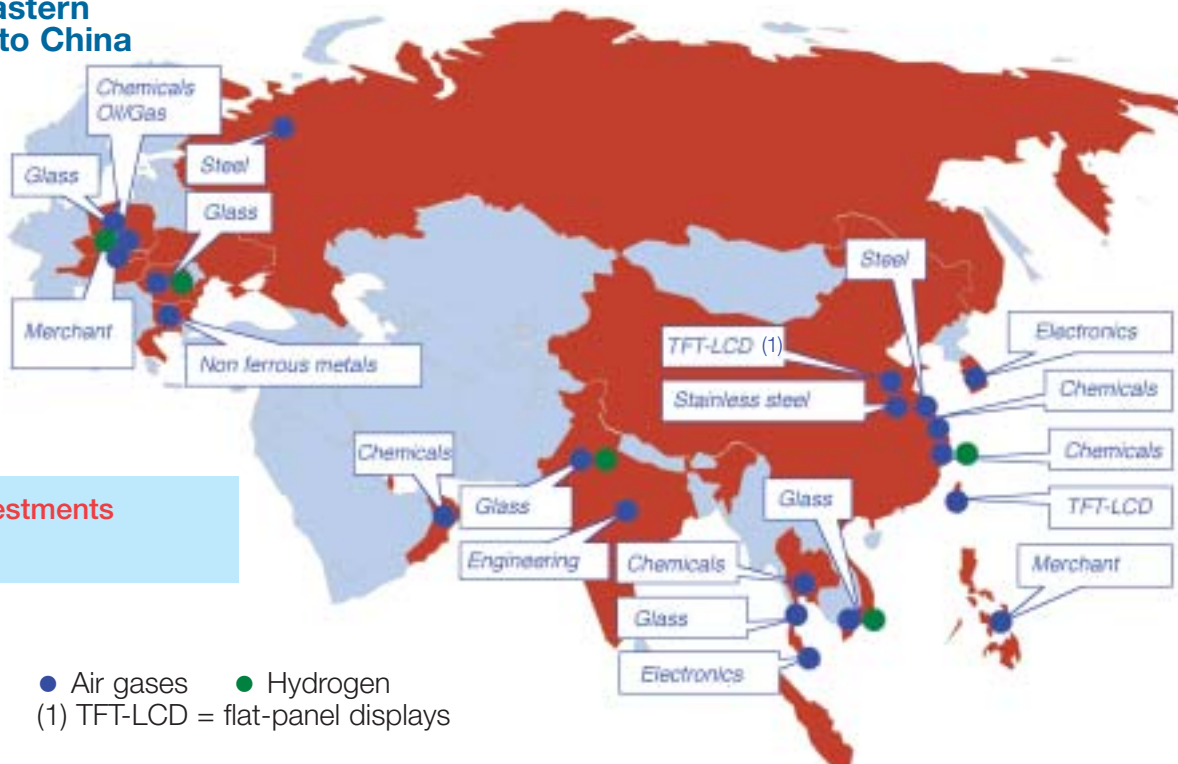 astern
to China
Chemicals
Oil/Gas
Glass
Steel
Glass
Merchant
Non ferrous metals
Steel
TFT-LCD (1)
Stainless steel
Electronics
Chemicals
Chemicals
TFT-LCD
Merchant
Chemicals
Glass
Engineering
Glass
Chemicals
Glass
Electronics
estments
Air gases
Hydrogen
(1) TFT-LCD = flat-panel displays